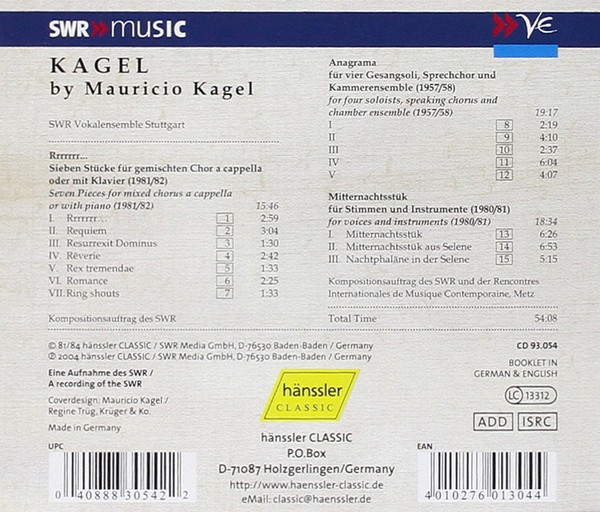 SWR>>MUSIC
VE
KAGEL
by Mauricio Kagel
SWR Vokalensemble Stuttgart
Rrrrrrr...
Sieben Stücke für gemischten Chor a cappella
oder mit Klavier (1981/82)
Seven Pieces for mixed chorus a cappella
or with piano (1981/82) 15:46
I. Rrrrrrr... 1 2:59
II. Requiem 2 3:04
III. Resurrexit Dominus 3 1:30
IV. Rêverie 4 2:42
V. Rex tremendae 5 1:33
VI. Romance 6 2:25
VII: Ring shouts 7 1:33
Kompositionsauftrag des SWR
Anagrama
für vier Gesangsoli, Sprechchor und
Kammerensemble (1957/58)
for four soloists, speaking chorus and
chamber ensemble (1957/58) 19:17
I 8 2:19
II 9 4:10
III 10 2:37
IV 11 6:04
V 12 4:07
Mitternachtsstük
für Stimmen und Instrumente (1980/81)
for voices and instruments (1980/81) 18:34
I. Mitternachtsstük 13 6:26
II. Mitternachtsstük aus Selene 14 6:53
III. Nachtphaläne in der Selene 15 5:15
Kompositionsauftrag des SWR und der Rencontres
Internationales de Musique Contemporaine, Metz
Total Time 54:08
© 81/84 hänssler CLASSIC / SWR Media GmbH, D-76530 Baden-Baden / Germany
℗ 2004 hänssler CLASSIC / SWR Media GmbH, D-76530 Baden-Baden / Germany
Eine Aufnahme des SWR /
A recording of the SWR
Coverdesign: Mauricio Kagel /
Regine Trüg, Krüger & Ko.
Made in Germany
hänssler
CLASSIC
CD 93.054
BOOKLET IN
GERMAN & ENGLISH
LC 13312
ADD ISRC
hänssler CLASSIC
P.O.Box
D-71087 Holzgerlingen/Germany
http://www.haenssler-classic.de
eMail: classic@haenssler.de
UPC
0 40888 30542 2
EAN
4 010276 013044